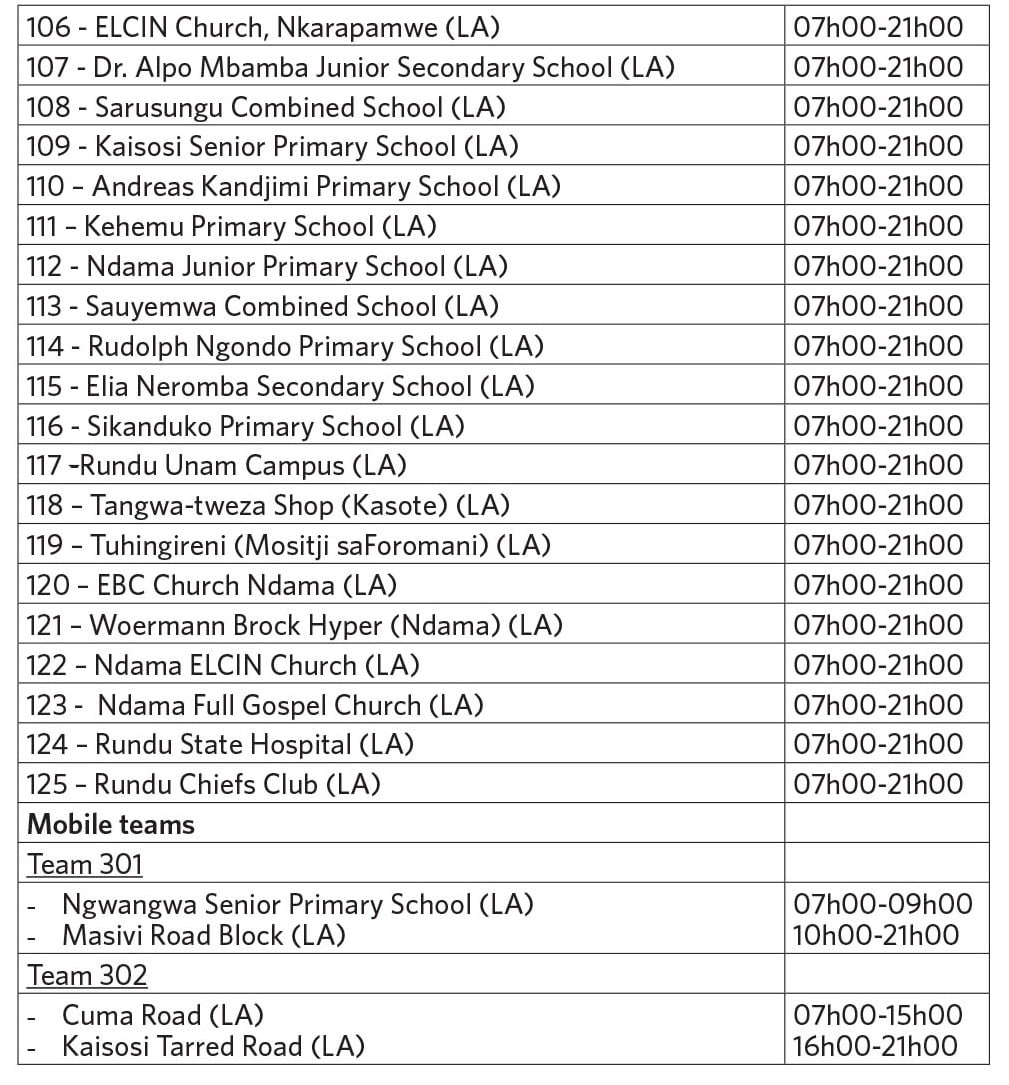 106 - ELCIN Church, Nkarapamwe (LA) 07h00-21h00
107 - Dr. Alpo Mbamba Junior Secondary School (LA) 07h00-21h00
108 - Sarusungu Combined School (LA) 07h00-21h00
109 - Kaisosi Senior Primary School (LA) 07h00-21h00
110 – Andreas Kandjimi Primary School (LA) 07h00-21h00
111 – Kehemu Primary School (LA) 07h00-21h00
112 - Ndama Junior Primary School (LA) 07h00-21h00
113 - Sauyemwa Combined School (LA) 07h00-21h00
114 - Rudolph Ngondo Primary School (LA) 07h00-21h00
115 - Elia Neromba Secondary School (LA) 07h00-21h00
116 - Sikanduko Primary School (LA) 07h00-21h00
117 -Rundu Unam Campus (LA) 07h00-21h00
118 – Tangwa-tweza Shop (Kasote) (LA) 07h00-21h00
119 – Tuhingireni (Mositji saForomani) (LA) 07h00-21h00
120 – EBC Church Ndama (LA) 07h00-21h00
121 – Woermann Brock Hyper (Ndama) (LA) 07h00-21h00
122 – Ndama ELCIN Church (LA) 07h00-21h00
123 - Ndama Full Gospel Church (LA) 07h00-21h00
124 – Rundu State Hospital (LA) 07h00-21h00
125 – Rundu Chiefs Club (LA) 07h00-21h00
Mobile teams
Team 301
- Ngwangwa Senior Primary School (LA) 07h00-09h00
- Masivi Road Block (LA) 10h00-21h00
Team 302
- Cuma Road (LA) 07h00-15h00
- Kaisosi Tarred Road (LA) 16h00-21h00